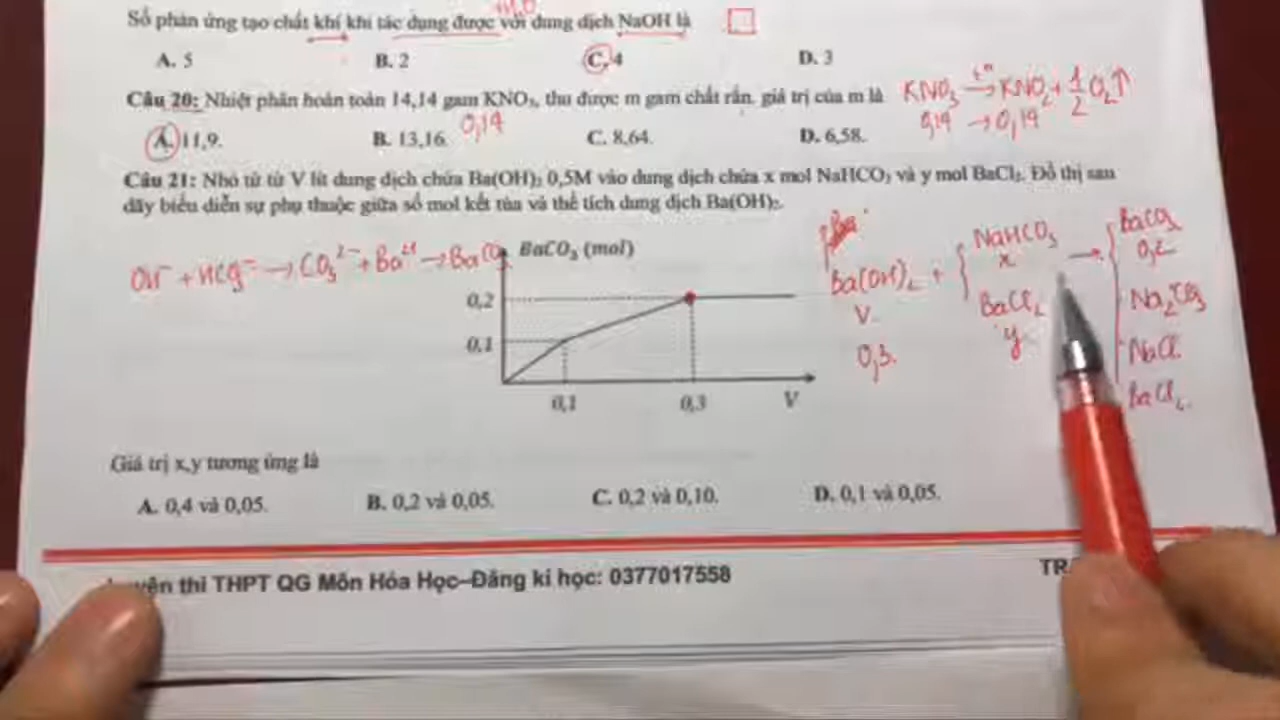 Số phản ứng tạo chất khí khi tác dụng được với dung dịch NaOH là
A. 5 B. 2 C. 4 D. 3
Câu 20: Nhiệt phân hoàn toàn 14,14 gam KNO₃, thu được m gam chất rắn, giá trị của m là
KNO₃ →t° KNO₂ + 1/2 O₂↑
0,14 → 0,14
0,14
A. 11,9. B. 13,16. C. 8,64. D. 6,58.
Câu 21: Nhỏ từ từ V lít dung dịch chứa Ba(OH)₂ 0,5M vào dung dịch chứa x mol NaHCO₃ và y mol BaCl₂. Đồ thị sau
đây biểu diễn sự phụ thuộc giữa số mol kết tủa và thể tích dung dịch Ba(OH)₂.
OH⁻ + HCO₃⁻ → CO₃²⁻ + Ba²⁺ → BaCO₃
BaCO₃ (mol)
0,2
0,1
0,1 0,3 V
Ba(OH)₂ + { NaHCO₃ → { BaCO₃
V x 0,2
0,3. BaCl₂ Na₂CO₃
y NaCl
BaCl₂
Giá trị x,y tương ứng là
A. 0,4 và 0,05. B. 0,2 và 0,05. C. 0,2 và 0,10. D. 0,1 và 0,05.
thi THPT QG Môn Hóa Học–Đăng kí học: 0377017558